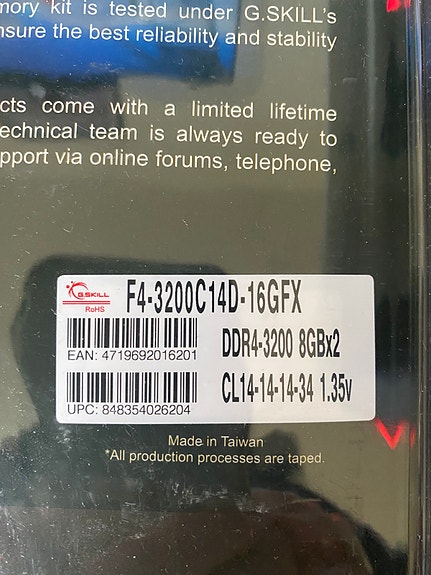 mory kit is tested under G.SKILL's
nsure the best reliability and stability
cts come with a limited lifetime
echnical team is always ready to
pport via online forums, telephone,
G.SKILL
RoHS
F4-3200C14D-16GFX
EAN: 4719692016201
DDR4-3200 8GBx2
UPC: 848354026204
CL14-14-14-34 1.35v
Made in Taiwan
*All production processes are taped.